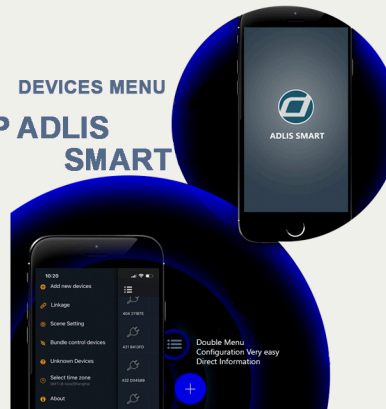 DEVICES MENU
P ADLIS
SMART
ADLIS SMART
10:20
Add new devices
Linkage
Scene Setting
Bundle control devices
Unknown Devices
Select time zone
About
Double Menu
Configuration Very easy
Direct Information